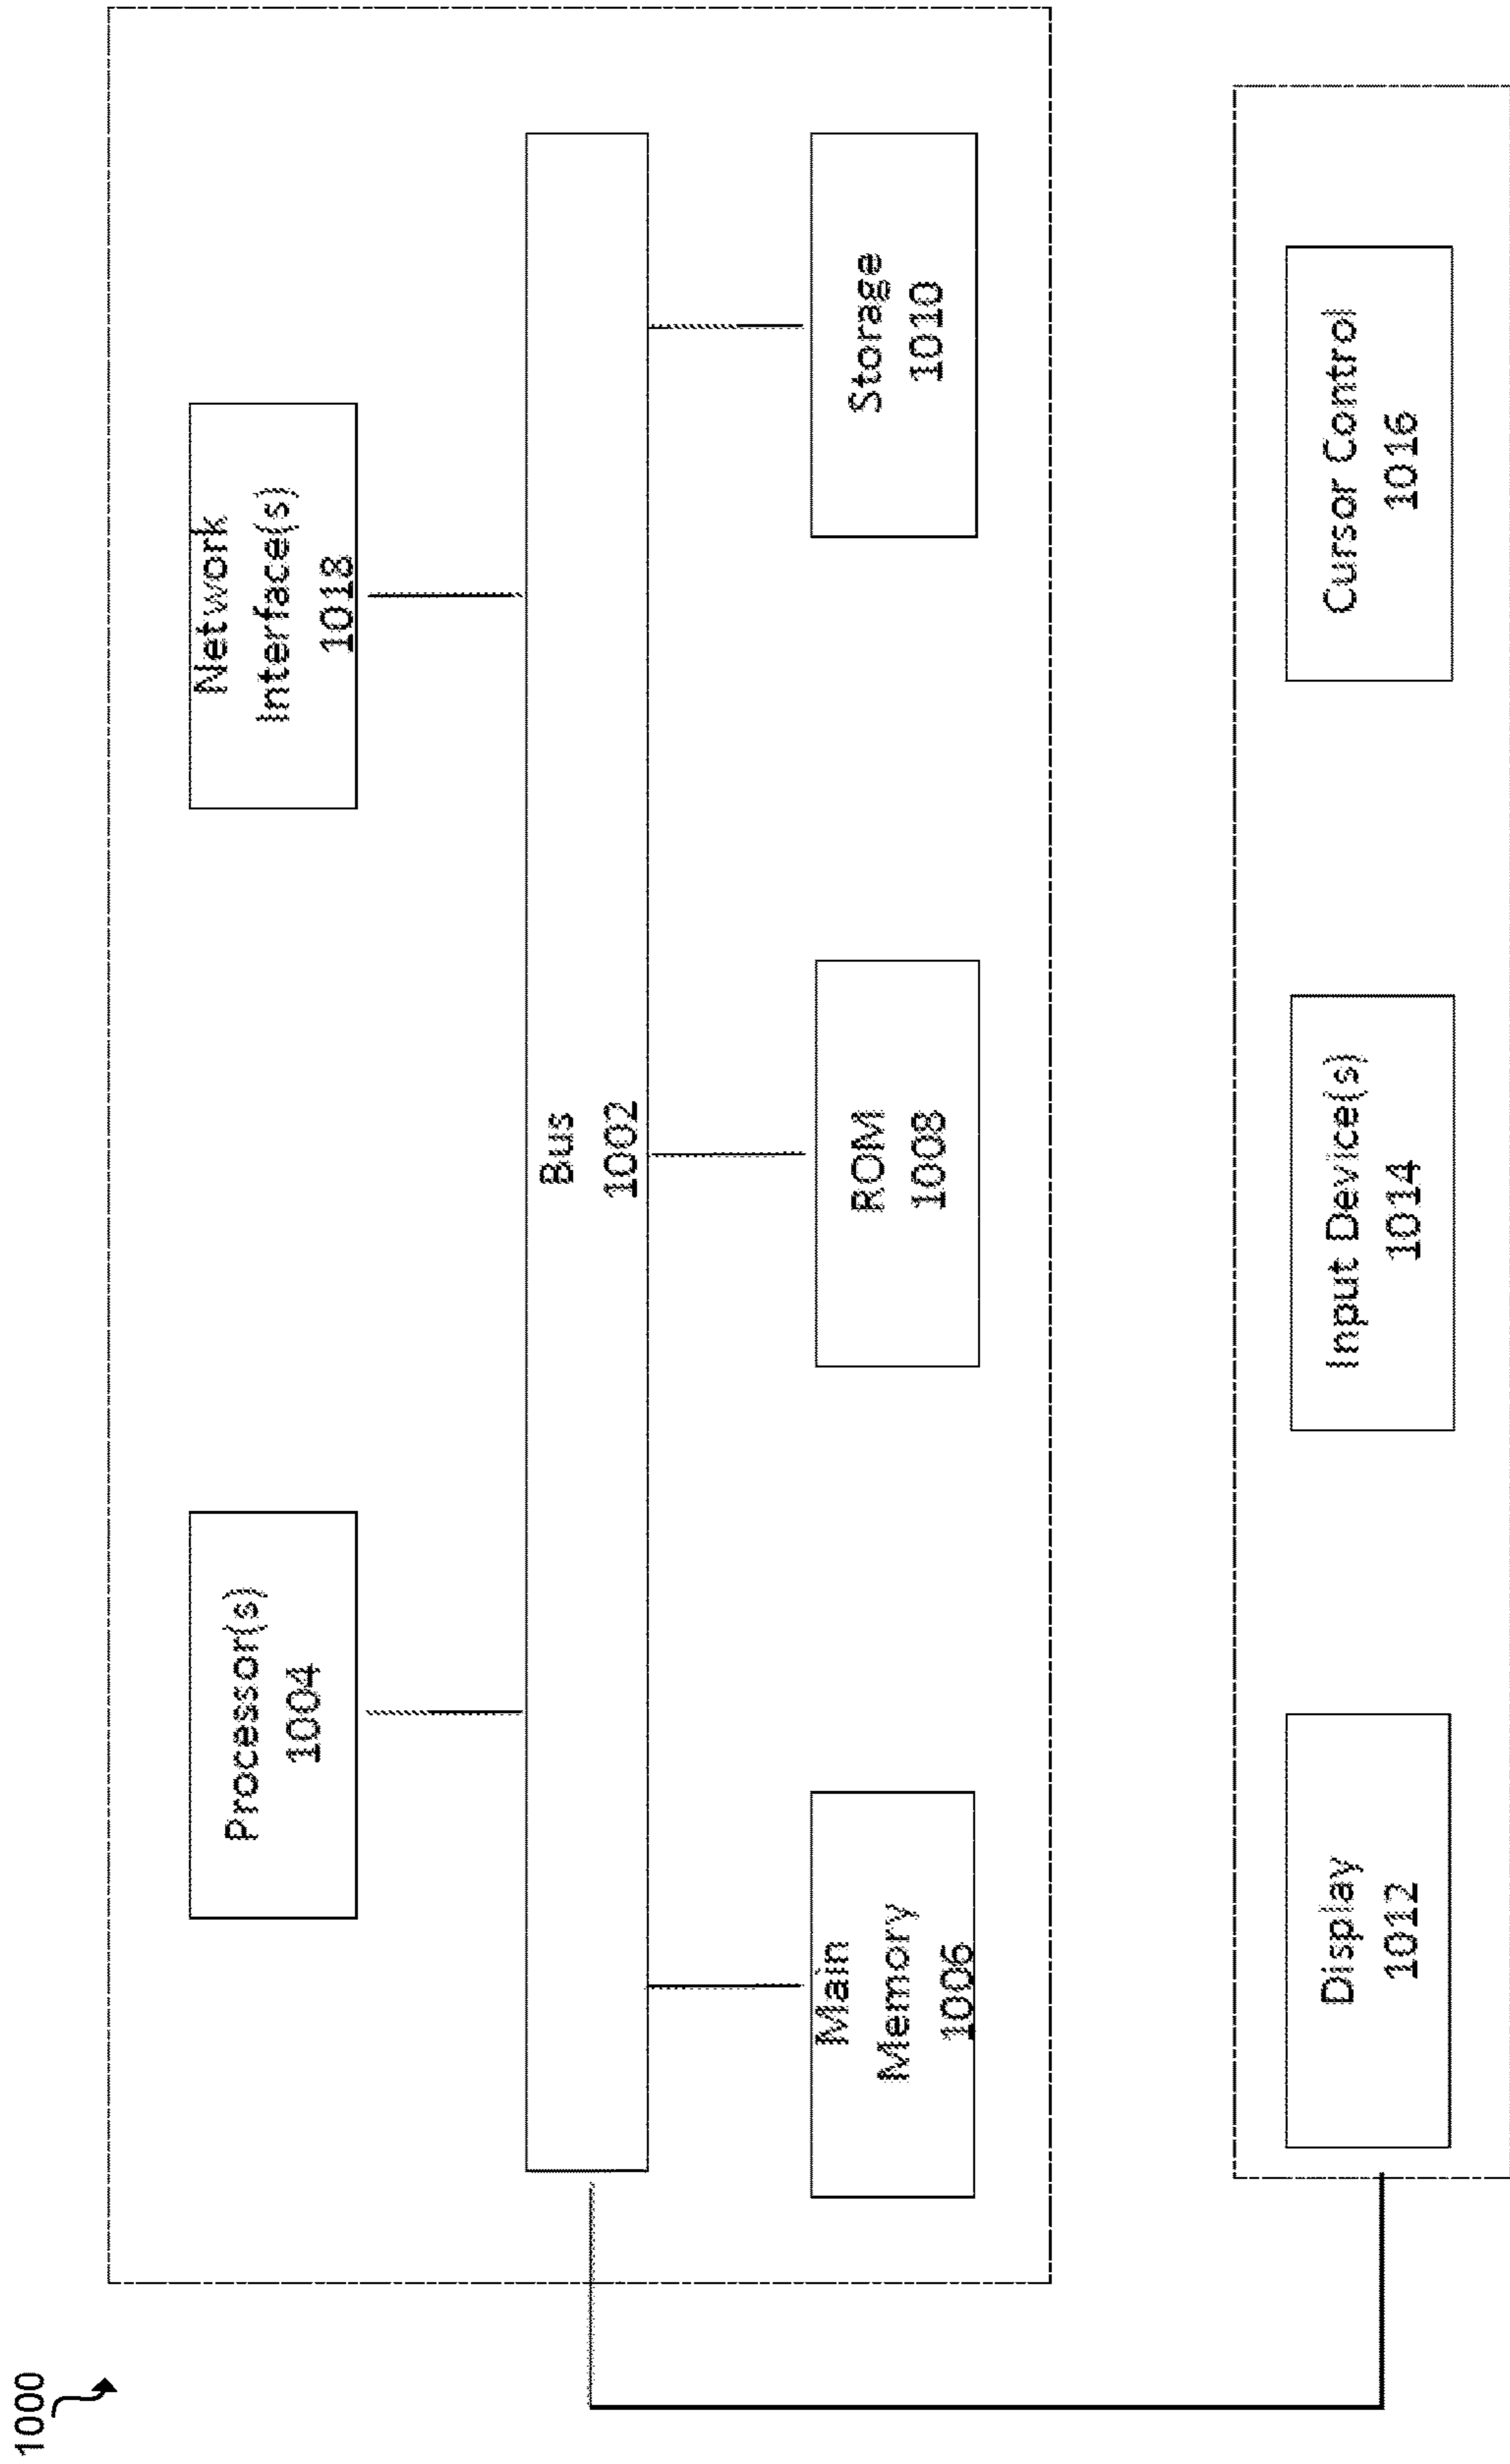 1000
Processor(s)
1004
Network
Interface(s)
1018
Bus
1002
Main
Memory
1006
ROM
1008
Storage
1010
Display
1012
Input Device(s)
1014
Cursor Control
1016